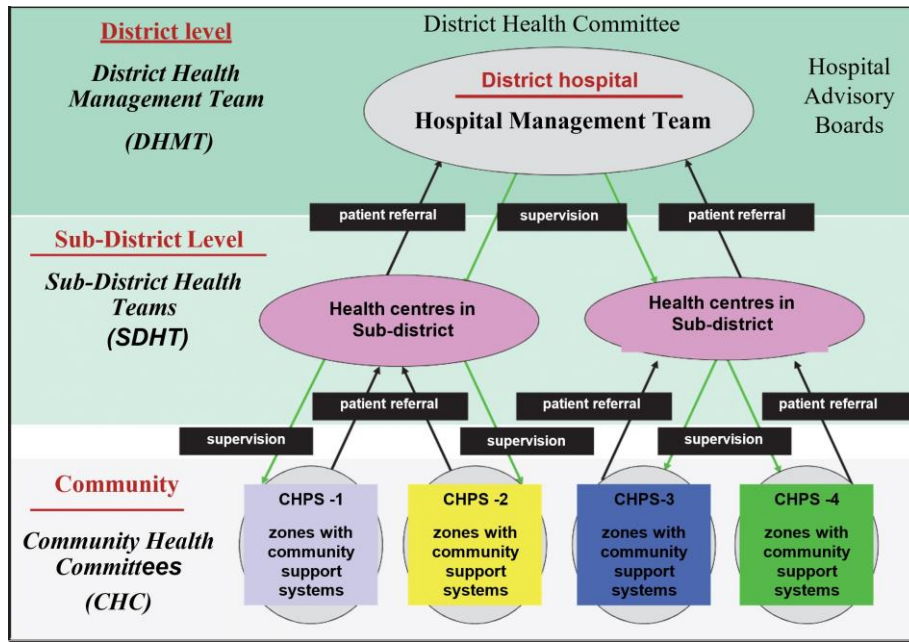 District level
District Health
Management Team
(DHMT)
District Health Committee
District hospital
Hospital Management Team
Hospital
Advisory
Boards
patient referral
supervision
patient referral
Sub-District Level
Sub-District Health
Teams
(SDHT)
Health centres in
Sub-district
Health centres in
Sub-district
patient referral
patient referral
patient referral
supervision
supervision
supervision
Community
Community Health
Committees
(CHC)
CHPS -1
zones with
community
support
systems
CHPS -2
zones with
community
support
systems
CHPS-3
zones with
community
support
systems
CHPS -4
zones with
community
support
systems